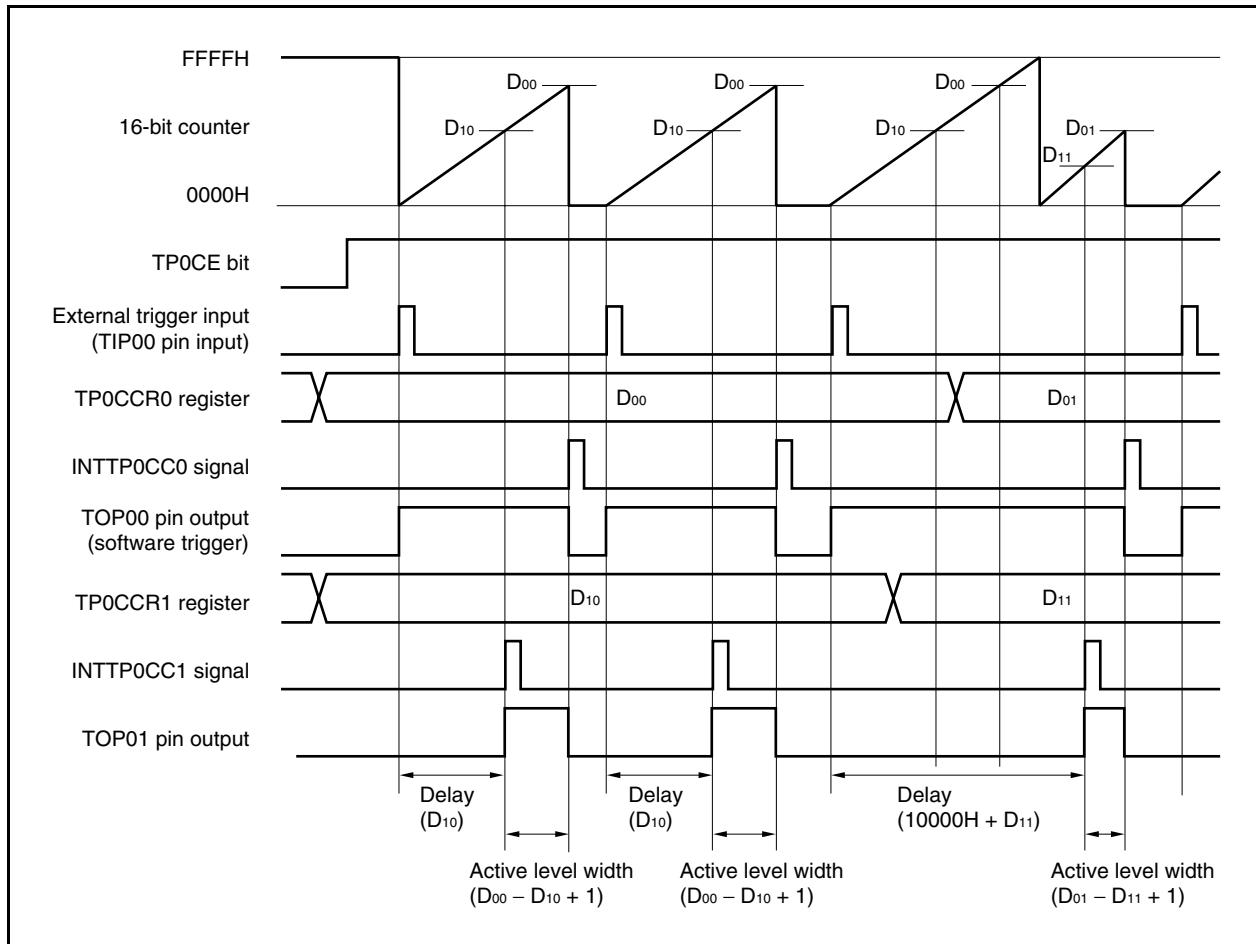 FFFFH
D00
D00
D00
16-bit counter
D10
D10
D10
D01
D11
0000H
TP0CE bit
External trigger input
(TIP00 pin input)
TP0CCR0 register
D00
D01
INTTP0CC0 signal
TOP00 pin output
(software trigger)
TP0CCR1 register
D10
D11
INTTP0CC1 signal
TOP01 pin output
Delay
(D10)
Delay
(D10)
Delay
(10000H + D11)
Active level width
(D00 − D10 + 1)
Active level width
(D00 − D10 + 1)
Active level width
(D01 − D11 + 1)